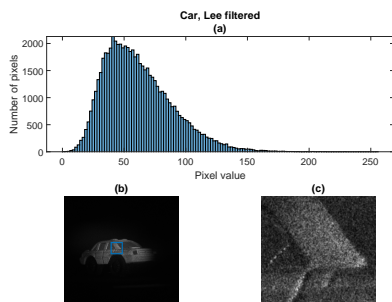 Car, Lee filtered
(a)
2000
1500
1000
500
0
Number of pixels
0 50 100 150 200 250
Pixel value
(b) (c)